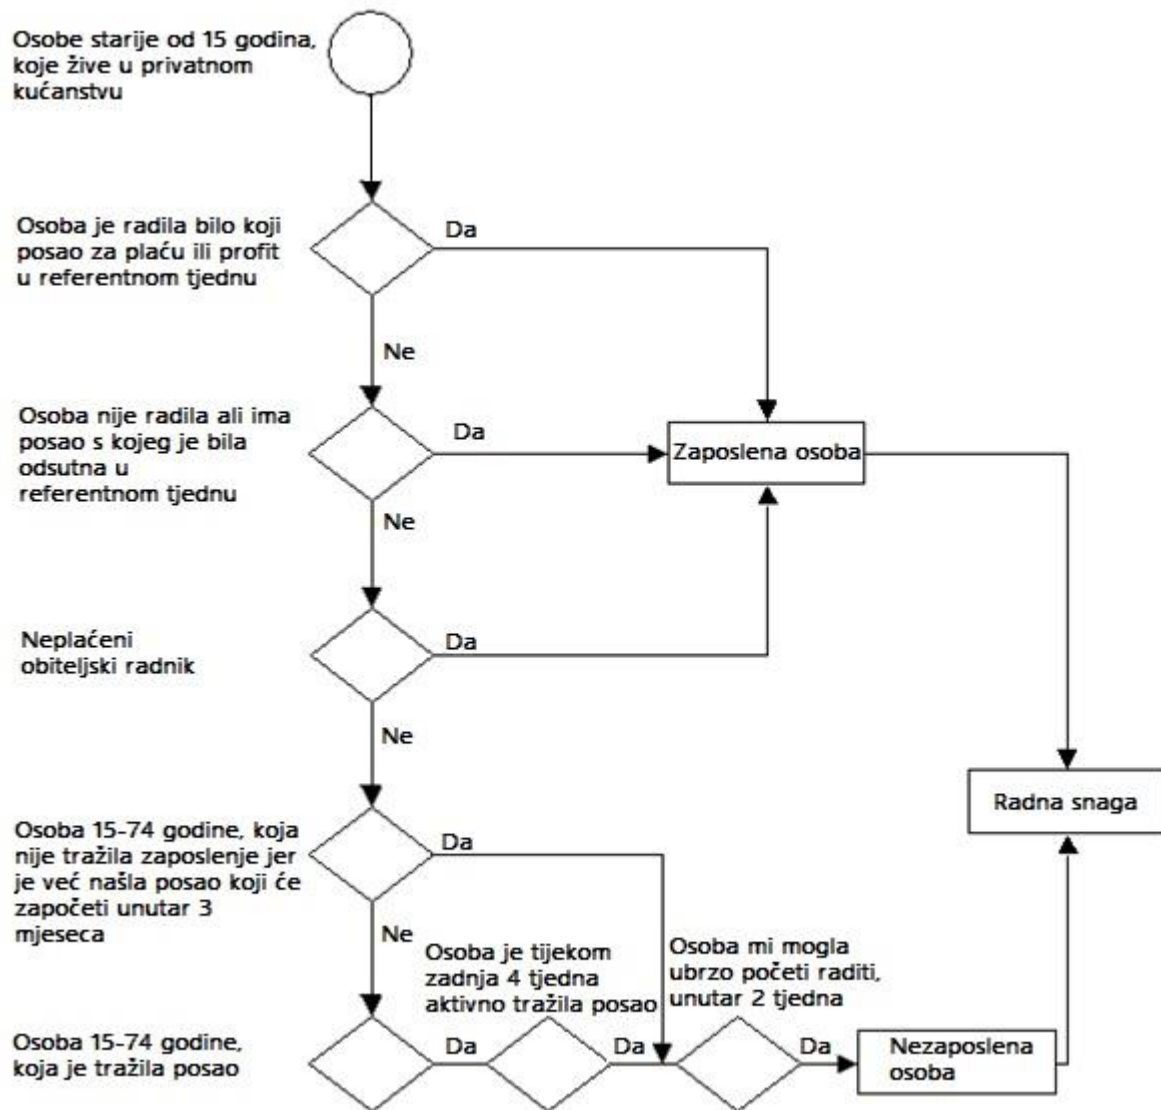 Osobe starije od 15 godina,
koje žive u privatnom
kućanstvu
Osoba je radila bilo koji
posao za plaću ili profit
u referentnom tjednu
Da
Ne
Osoba nije radila ali ima
posao s kojeg je bila
odsutna u
referentnom tjednu
Da
Zaposlena osoba
Ne
Neplaćeni
obiteljski radnik
Da
Ne
Radna snaga
Osoba 15-74 godine, koja
nije tražila zaposlenje jer
je već našla posao koji će
započeti unutar 3
mjeseca
Da
Ne
Osoba je tijekom
zadnja 4 tjedna
aktivno tražila posao
Osoba mi mogla
ubrzo početi raditi,
unutar 2 tjedna
Osoba 15-74 godine,
koja je tražila posao
Da
Da
Da
Nezaposlena
osoba